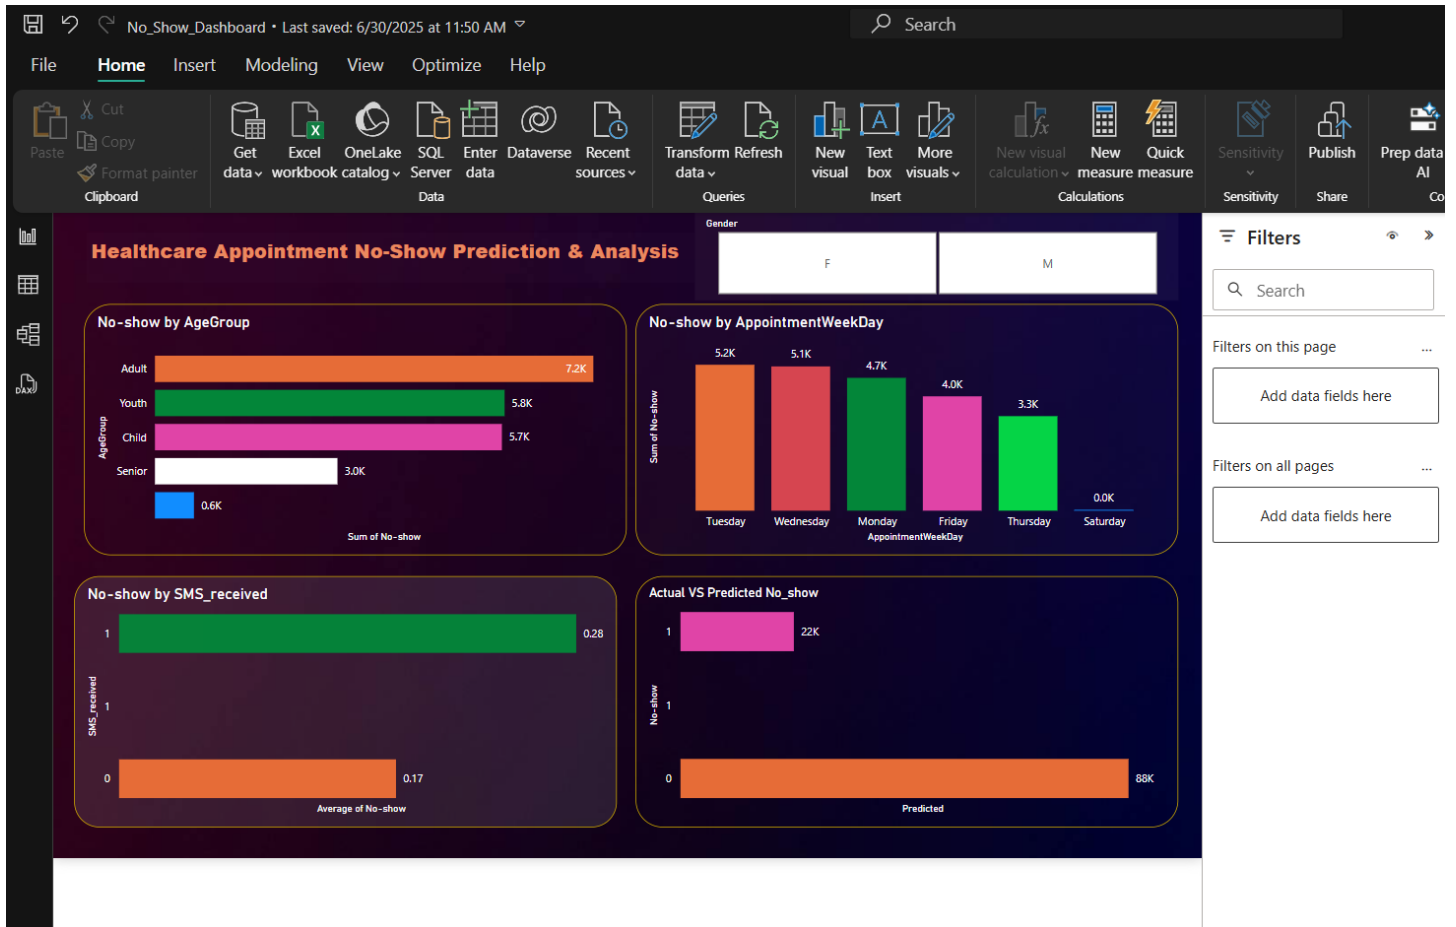 No_Show_Dashboard • Last saved: 6/30/2025 at 11:50 AM
Search
File Home Insert Modeling View Optimize Help
Paste
Cut
Copy
Format painter
Clipboard
Get data
Excel workbook
OneLake catalog
SQL Server
Enter data
Dataverse
Recent sources
Data
Transform data
Refresh
Queries
New visual
Text box
More visuals
Insert
New visual calculation
New measure
Quick measure
Calculations
Sensitivity
Sensitivity
Publish
Share
Prep data
AI
Co
DAX
Healthcare Appointment No-Show Prediction & Analysis
Gender
F
M
No-show by AgeGroup
AgeGroup
Adult 7.2K
Youth 5.8K
Child 5.7K
Senior 3.0K
0.6K
Sum of No-show
No-show by AppointmentWeekDay
Sum of No-show
5.2K 5.1K 4.7K 4.0K 3.3K 0.0K
Tuesday Wednesday Monday Friday Thursday Saturday
AppointmentWeekDay
No-show by SMS_received
SMS_received
1 0.28
1
0 0.17
Average of No-show
Actual VS Predicted No_show
No-show
1 22K
1
0 88K
Predicted
Filters
Search
Filters on this page ...
Add data fields here
Filters on all pages ...
Add data fields here